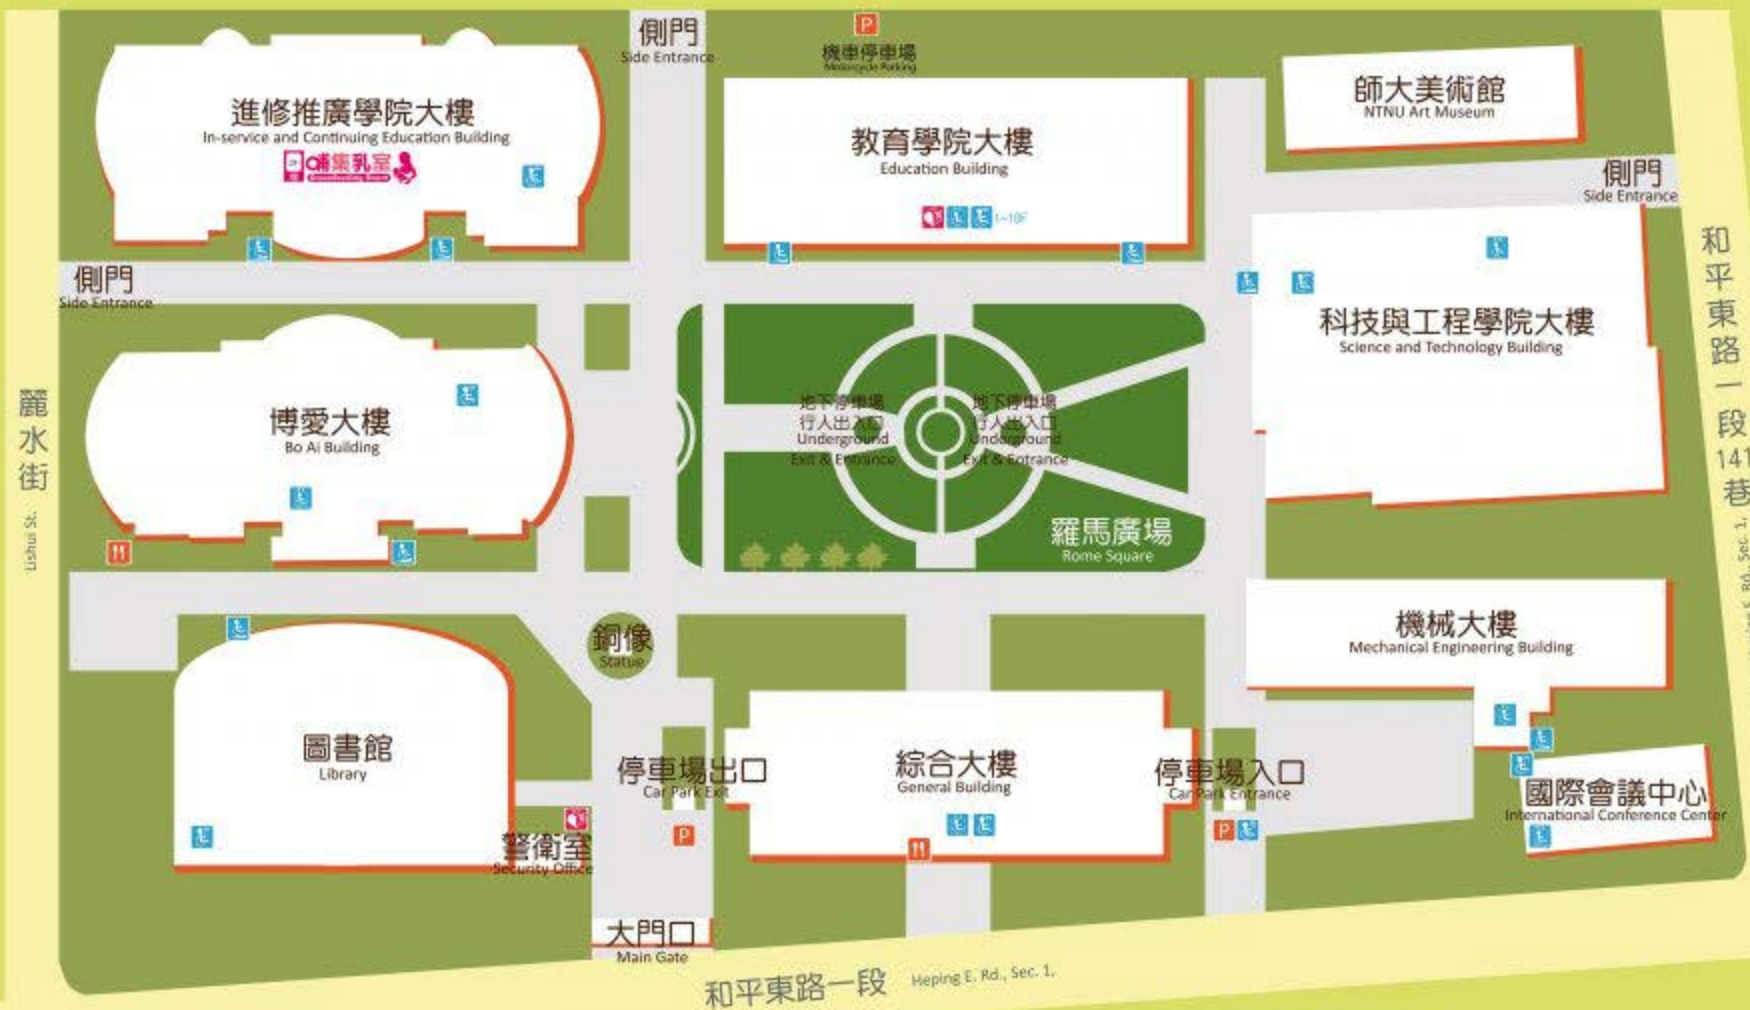 側門
Side Entrance
P
機車停車場
Motorcycle Parking
進修推廣學院大樓
In-service and Continuing Education Building
哺集乳室
Breastfeeding Room
教育學院大樓
Education Building
1~10F
師大美術館
NTNU Art Museum
側門
Side Entrance
側門
Side Entrance
科技與工程學院大樓
Science and Technology Building
和平東路一段141巷
Sec. 1,
麗水街
Lishui St.
博愛大樓
Bo Ai Building
地下停車場
行人出入口
Underground
Exit & Entrance
地下停車場
行人出入口
Underground
Exit & Entrance
羅馬廣場
Rome Square
銅像
Statue
機械大樓
Mechanical Engineering Building
圖書館
Library
停車場出口
Car Park Exit
P
綜合大樓
General Building
停車場入口
Car Park Entrance
P
國際會議中心
International Conference Center
警衛室
Security Office
大門口
Main Gate
和平東路一段
Heping E. Rd., Sec. 1,